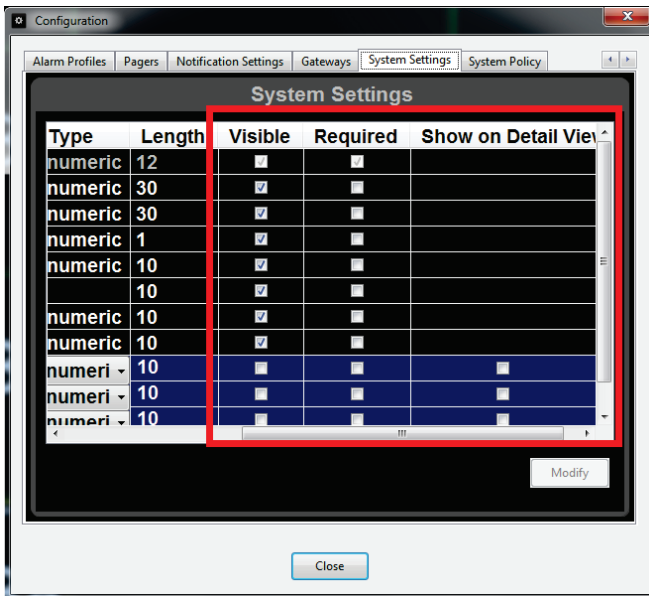 Configuration
X
Alarm Profiles Pagers Notification Settings Gateways System Settings System Policy
System Settings
Type Length Visible Required Show on Detail View
numeric 12
numeric 30
numeric 30
numeric 1
numeric 10
10
numeric 10
numeric 10
numeri 10
numeri 10
numeri 10
Modify
Close